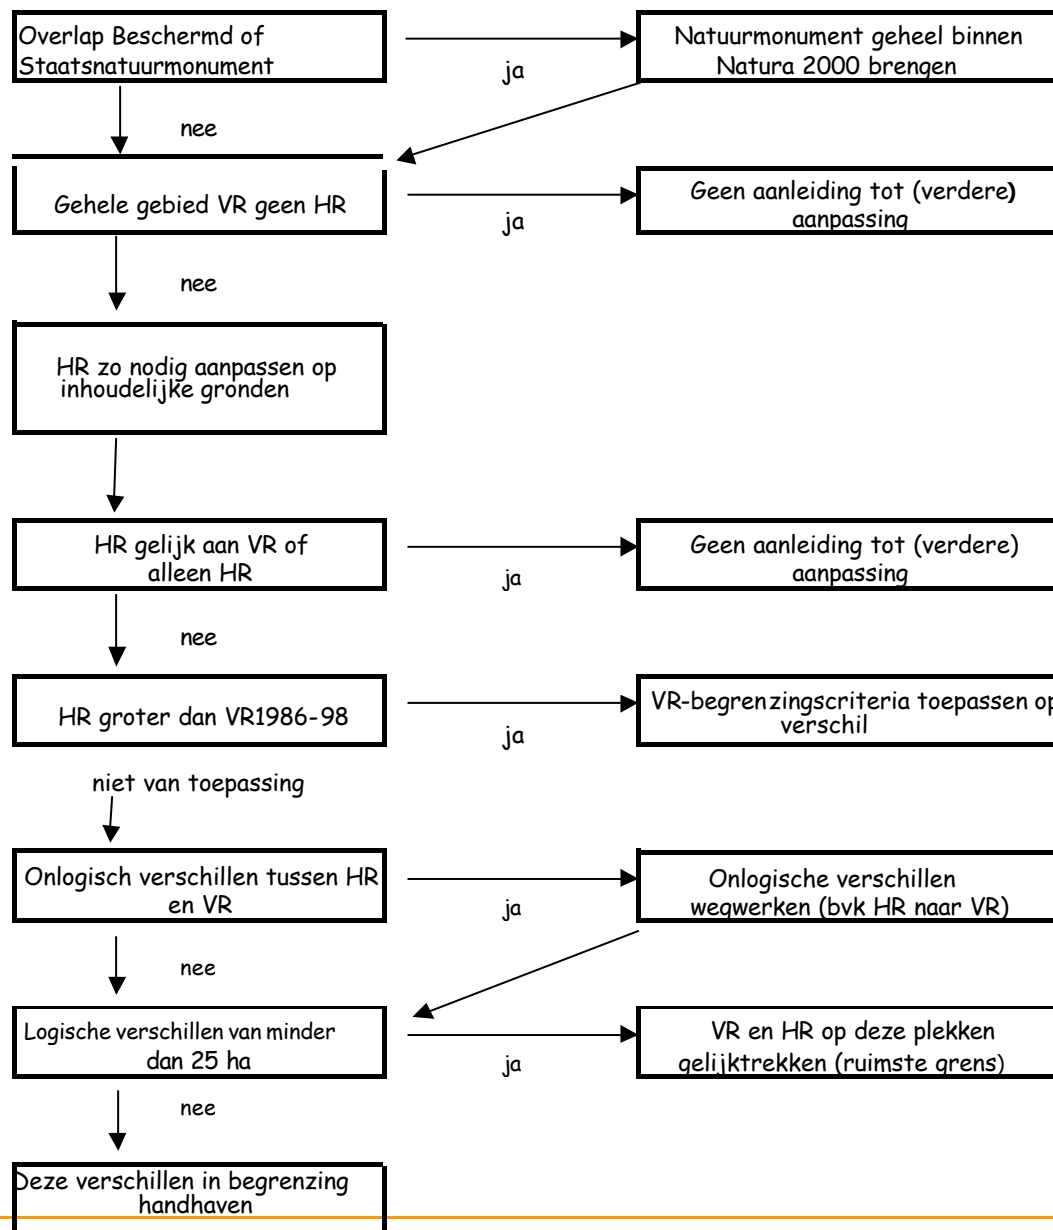 Overlap Beschermd of
Staatsnatuurmonument
ja
Natuurmonument geheel binnen
Natura 2000 brengen
nee
Gehele gebied VR geen HR
ja
Geen aanleiding tot (verdere)
aanpassing
nee
HR zo nodig aanpassen op
inhoudelijke gronden
HR gelijk aan VR of
alleen HR
ja
Geen aanleiding tot (verdere)
aanpassing
nee
HR groter dan VR1986-98
ja
VR-begrenzingscriteria toepassen op
verschil
niet van toepassing
Onlogisch verschillen tussen HR
en VR
ja
Onlogische verschillen
wegwerken (bvk HR naar VR)
nee
Logische verschillen van minder
dan 25 ha
ja
VR en HR op deze plekken
gelijktrekken (ruimste grens)
nee
Deze verschillen in begrenzing
handhaven